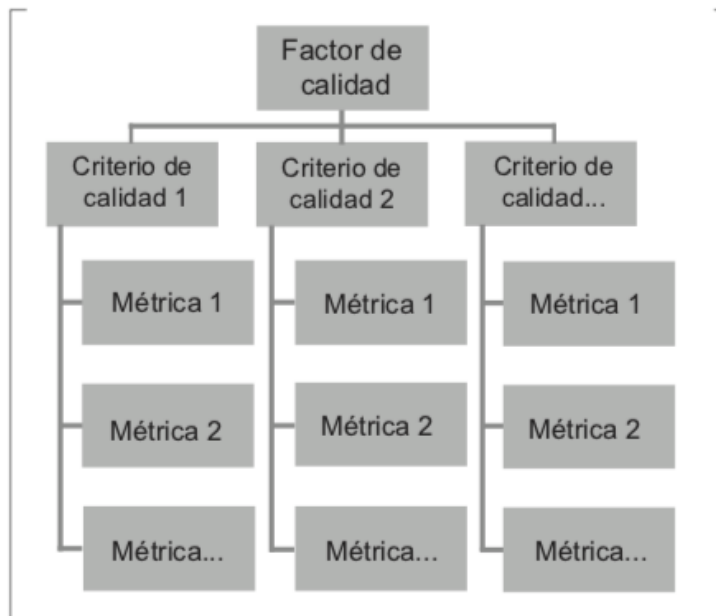 Factor de
calidad
Criterio de
calidad 1
Criterio de
calidad 2
Criterio de
calidad...
Métrica 1
Métrica 1
Métrica 1
Métrica 2
Métrica 2
Métrica 2
Métrica...
Métrica...
Métrica...